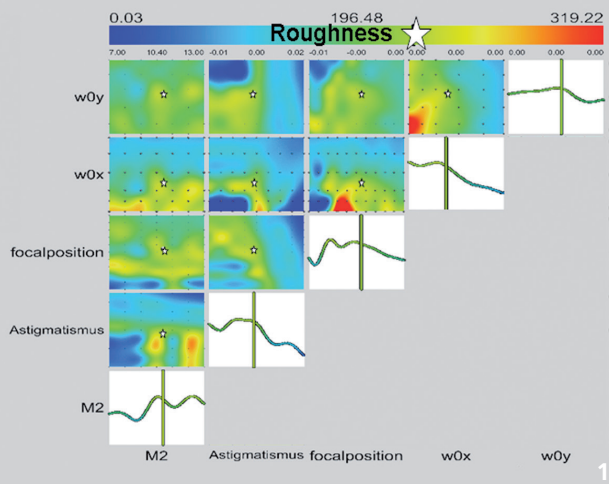 0.03 196.48 319.22
Roughness
7.00 10.40 13.00 -0.01 0.00 0.02 -0.01 -0.00 0.00 0.00 0.00 0.00 0.00 0.00 0.00
w0y
w0x
focalposition
Astigmatismus
M2
M2 Astigmatismus focalposition w0x w0y
1